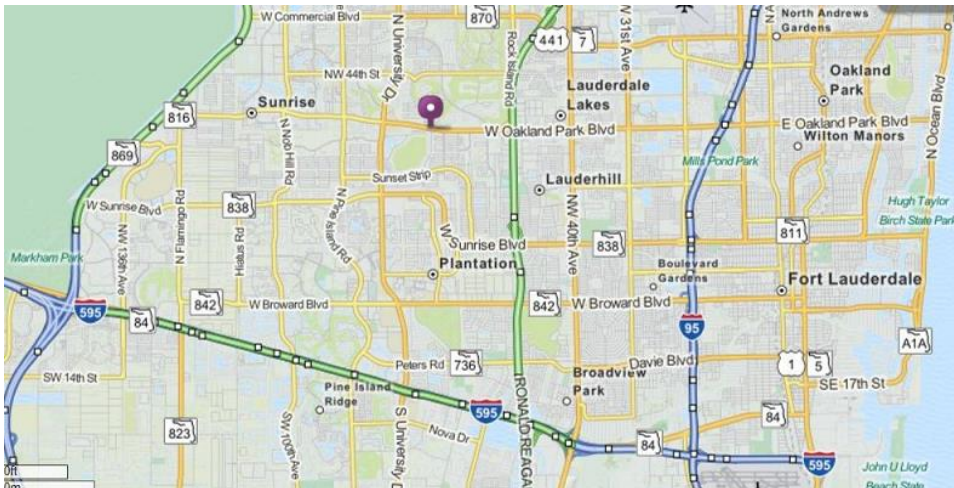 W Commercial Blvd
870
North Andrews
Gardens
441
7
N University Dr
Rock Island Rd
W 31st Ave
NW 44th St
Lauderdale
Lakes
Oakland
Park
Sunrise
816
W Oakland Park Blvd
E Oakland Park Blvd
Wilton Manors
N Ocean Blvd
869
N Nob Hill Rd
Mills Pond Park
Sunset Strip
Lauderhill
W Sunrise Blvd
838
N Pine Island Rd
Hugh Taylor
Birch State Park
NW 136th Ave
N Flamingo Rd
Hiatus Rd
W Sunrise Blvd
NW 40th Ave
838
811
Markham Park
Plantation
Boulevard
Gardens
Fort Lauderdale
842
W Broward Blvd
842
W Broward Blvd
595
84
95
A1A
Peters Rd
736
Davie Blvd
1
5
SW 14th St
Pine Island
Ridge
Broadview
Park
SE 17th St
595
RONALD REAGA
823
SW 100th Ave
S University D
Nova Dr
84
84
595
John U Lloyd
Beach State
0ft